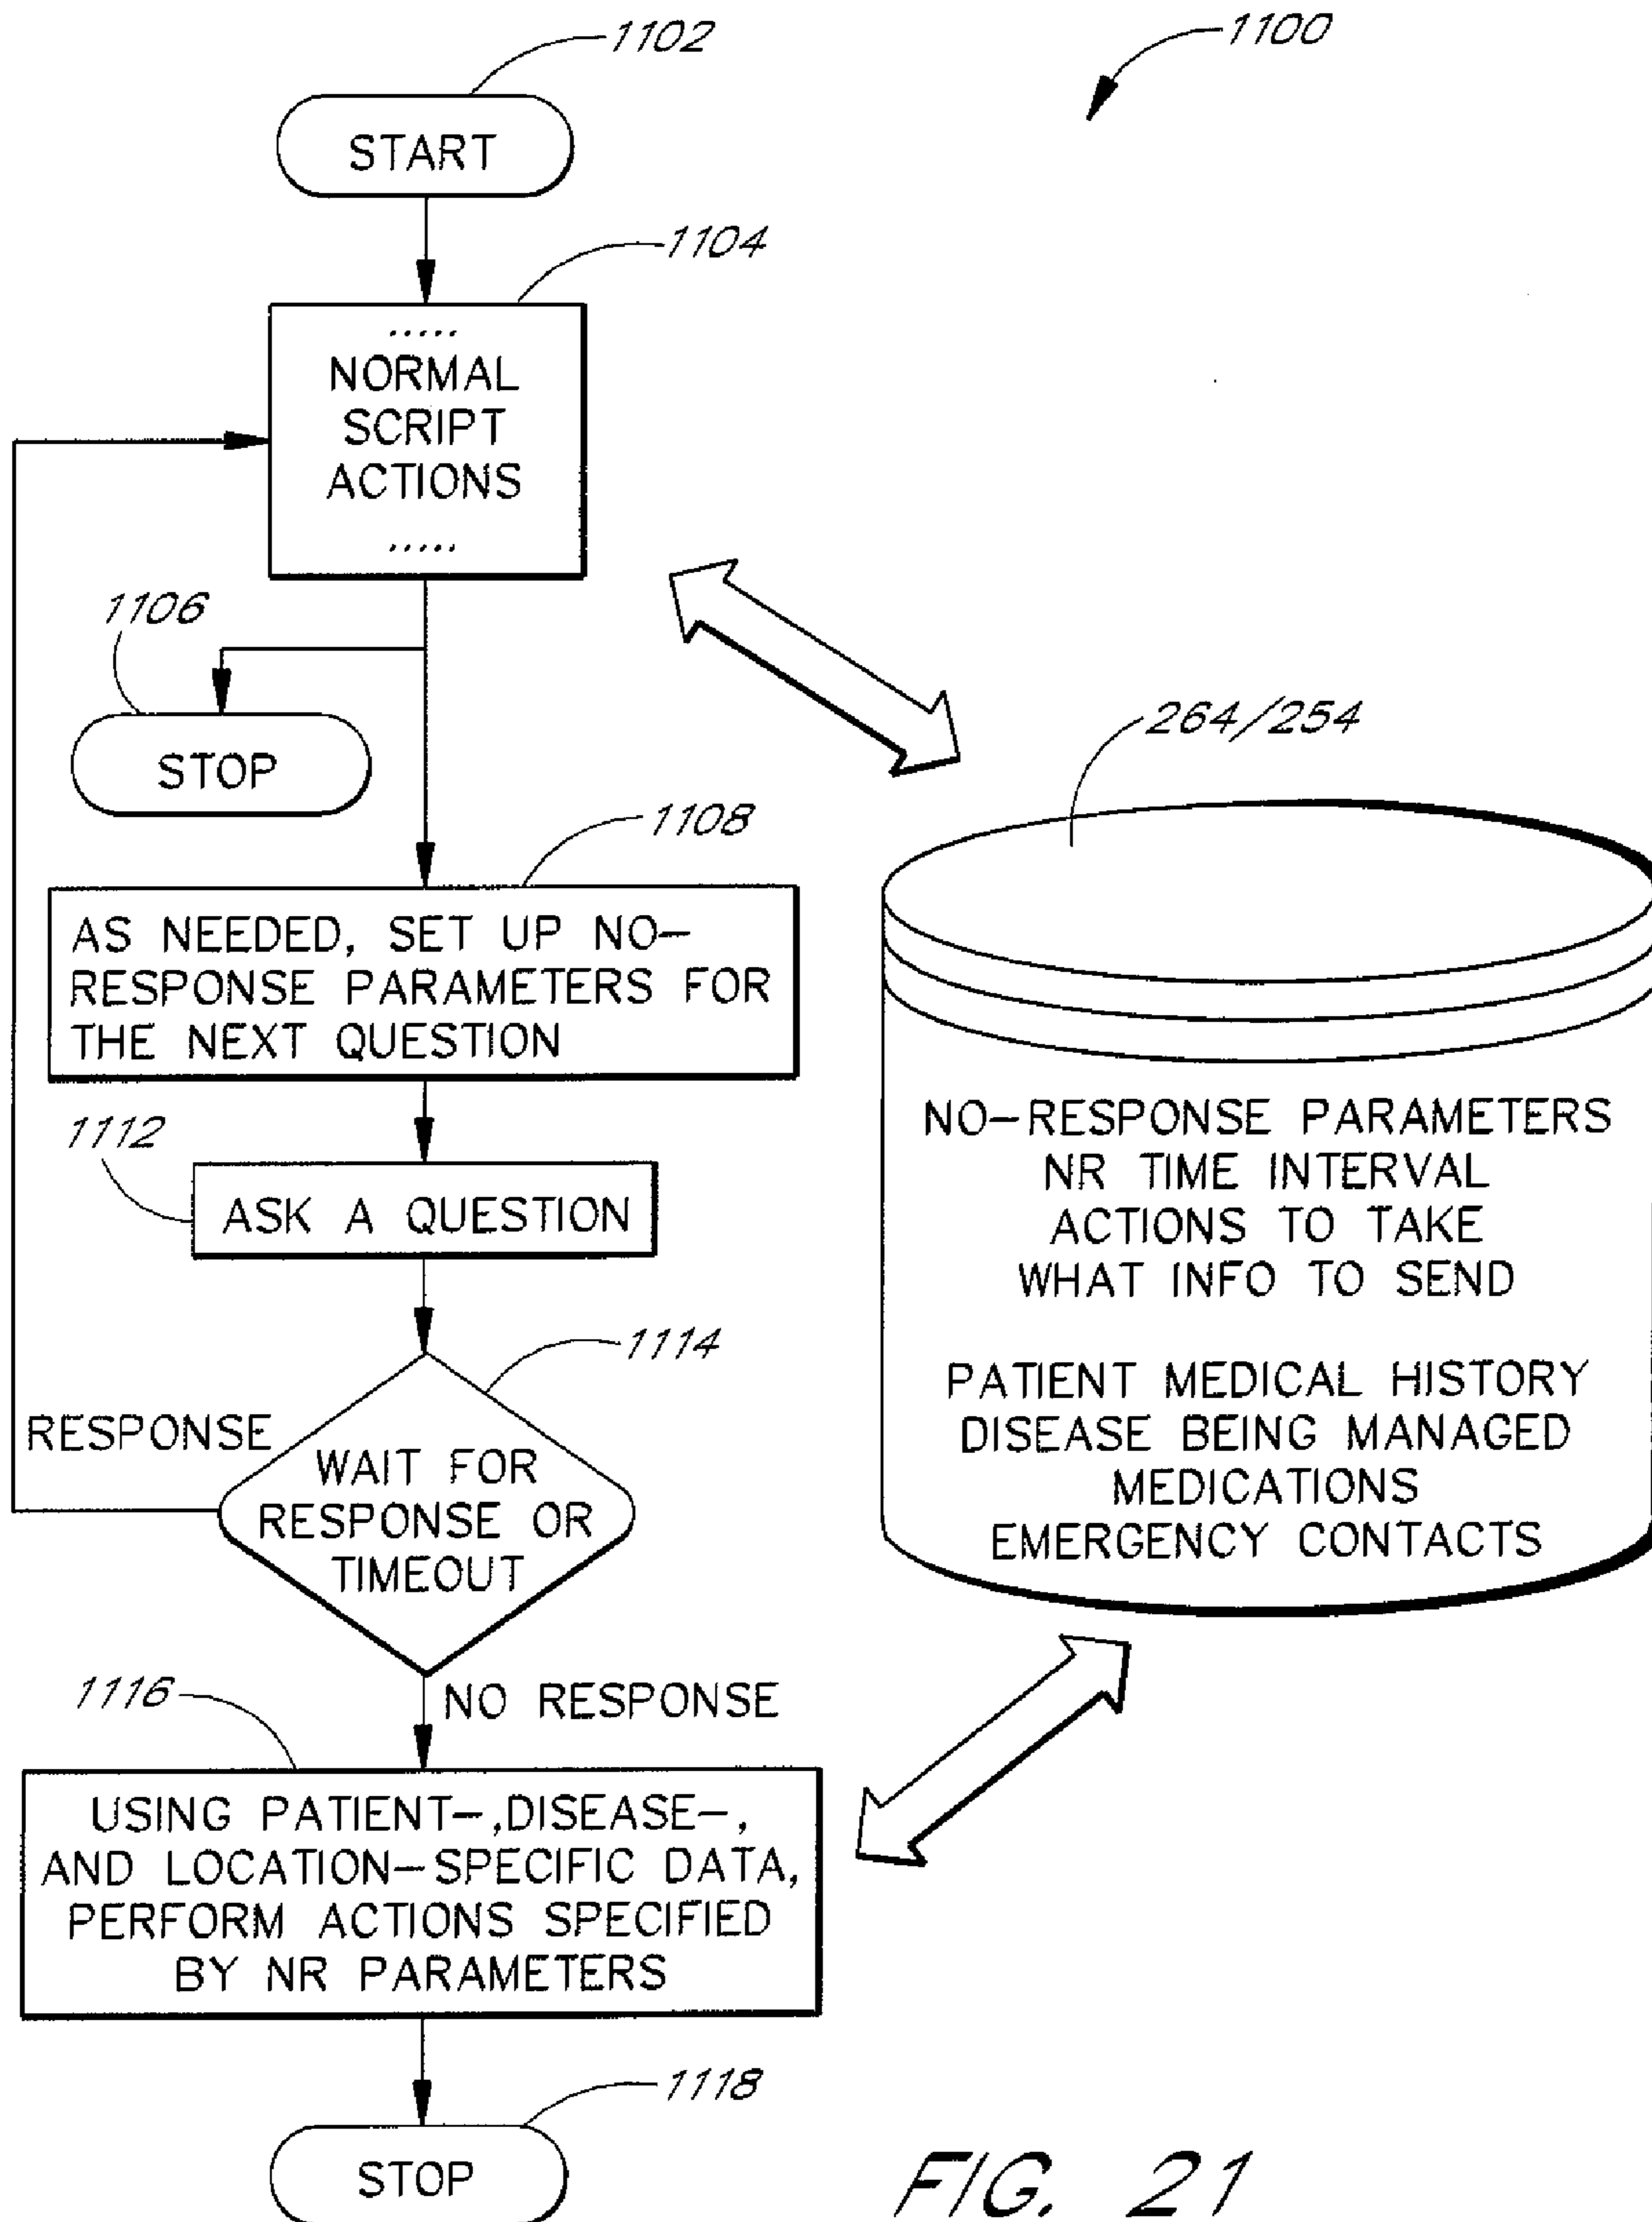 1102
1100
START
1104
.....
NORMAL
SCRIPT
ACTIONS
.....
1106
STOP
264/254
1108
AS NEEDED, SET UP NO-
RESPONSE PARAMETERS FOR
THE NEXT QUESTION
1112
ASK A QUESTION
NO-RESPONSE PARAMETERS
NR TIME INTERVAL
ACTIONS TO TAKE
WHAT INFO TO SEND
PATIENT MEDICAL HISTORY
DISEASE BEING MANAGED
MEDICATIONS
EMERGENCY CONTACTS
1114
RESPONSE
WAIT FOR
RESPONSE OR
TIMEOUT
NO RESPONSE
1116
USING PATIENT-,DISEASE-,
AND LOCATION-SPECIFIC DATA,
PERFORM ACTIONS SPECIFIED
BY NR PARAMETERS
1118
STOP
FIG. 21